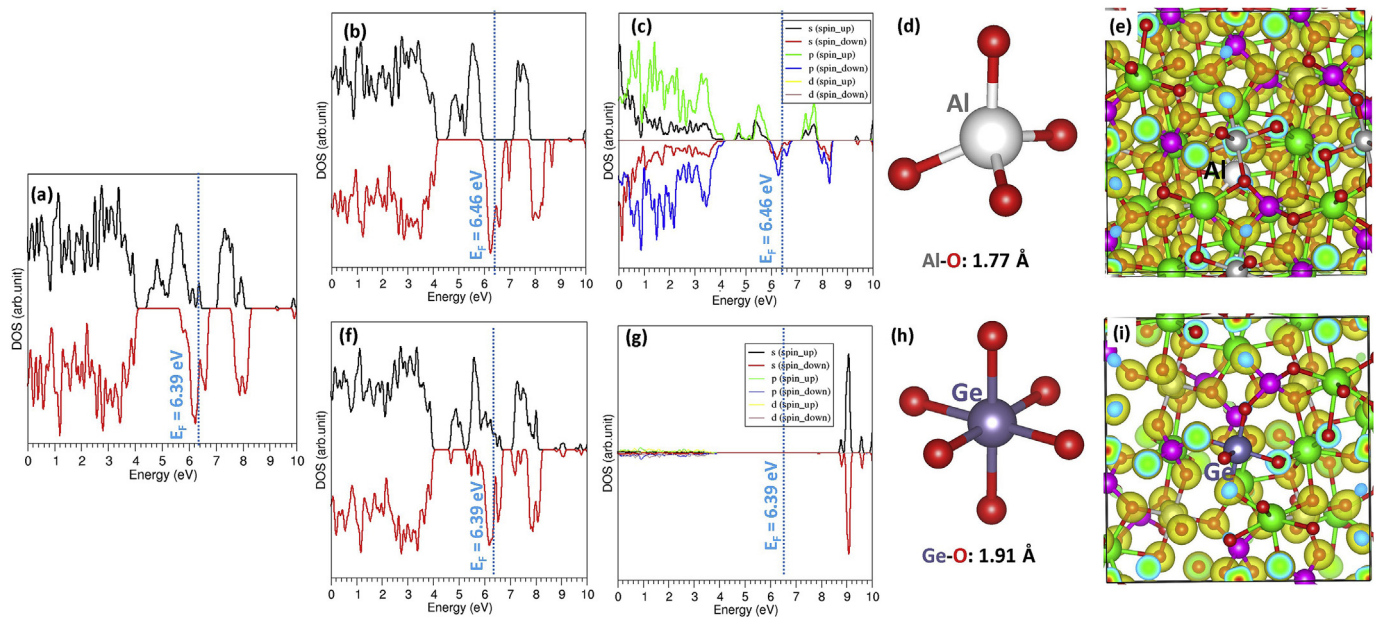 (a)
DOS (arb.unit)
E_F = 6.39 eV
0 1 2 3 4 5 6 7 8 9 10
Energy (eV)
(b)
DOS (arb.unit)
E_F = 6.46 eV
0 1 2 3 4 5 6 7 8 9 10
Energy (eV)
(c)
s (spin_up)
s (spin_down)
p (spin_up)
p (spin_down)
d (spin_up)
d (spin_down)
DOS (arb.unit)
E_F = 6.46 eV
0 1 2 3 4 5 6 7 8 9 10
Energy (eV)
(d)
Al
Al-O: 1.77 Å
(e)
Al
(f)
DOS (arb.unit)
E_F = 6.39 eV
0 1 2 3 4 5 6 7 8 9 10
Energy (eV)
(g)
s (spin_up)
s (spin_down)
p (spin_up)
p (spin_down)
d (spin_up)
d (spin_down)
DOS (arb.unit)
E_F = 6.39 eV
0 1 2 3 4 5 6 7 8 9 10
Energy (eV)
(h)
Ge
Ge-O: 1.91 Å
(i)
Ge